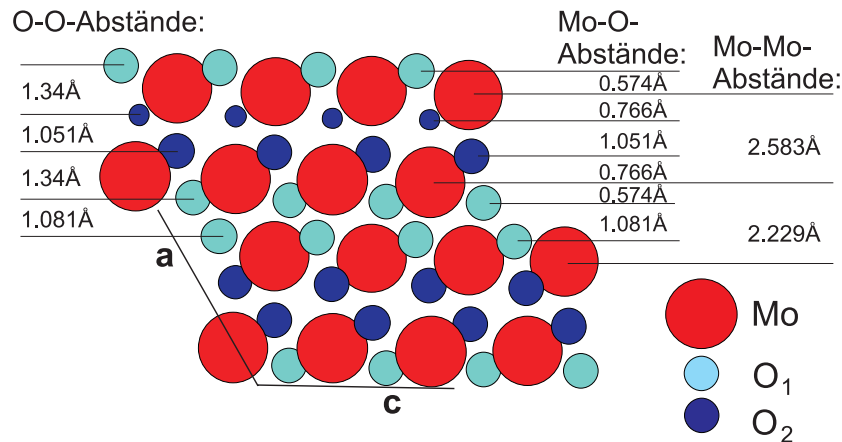 O-O-Abstände:
1.34Å
1.051Å
1.34Å
1.081Å
a
c
Mo-O-
Abstände:
0.574Å
0.766Å
1.051Å
0.766Å
0.574Å
1.081Å
Mo-Mo-
Abstände:
2.583Å
2.229Å
Mo
O1
O2